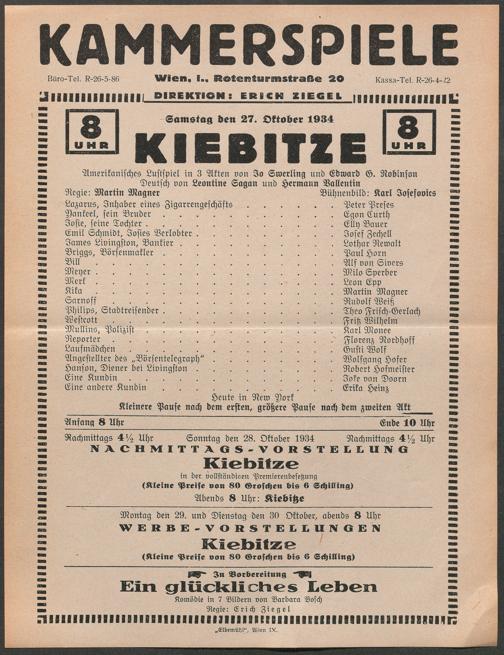 KAMMERSPIELE
Büro-Tel. R-26-5-86 Wien, I., Rotenturmstraße 20 Kassa-Tel. R-26-4-12
DIREKTION: ERICH ZIEGEL
8 UHR Samstag den 27. Oktober 1934 8 UHR
KIEBITZE
Amerikanisches Lustspiel in 3 Akten von Jo Swerling und Edward G. Robinson
Deutsch von Leontine Sagan und Hermann Vallentin
Regie: Martin Magner Bühnenbild: Karl Josefovics
Lazarus, Inhaber eines Zigarrengeschäfts Peter Preses
Yankel, sein Bruder Egon Curth
Josie, seine Tochter Elly Bauer
Emil Schmidt, Josies Verlobter Josef Zechell
James Livingston, Bankier Lothar Rewalt
Briggs, Börsenmakler Paul Horn
Bill Alf von Sivers
Meyer Milo Sperber
Merk Leon Epp
Kika Martin Magner
Sarnoff Rudolf Weiß
Philips, Stadtreisender Theo Frisch-Gerlach
Westcott Fritz Wilhelm
Mullins, Polizist Karl Monee
Reporter Florenz Nordhoff
Laufmädchen Gusti Wolf
Angestellter des „Börsentelegraph" Wolfgang Hofer
Hanson, Diener bei Livingston Robert Hofmeister
Eine Kundin Joke van Doorn
Eine andere Kundin Erika Heinz
Heute in New York
Kleinere Pause nach dem ersten, größere Pause nach dem zweiten Akt
Anfang 8 Uhr Ende 10 Uhr
Nachmittags 4½ Uhr Sonntag den 28. Oktober 1934 Nachmittags 4½ Uhr
NACHMITTAGS-VORSTELLUNG
Kiebitze
in der vollständigen Premierenbesetzung
(Kleine Preise von 80 Groschen bis 6 Schilling)
Abends 8 Uhr: Kiebitze
Montag den 29. und Dienstag den 30. Oktober, abends 8 Uhr
WERBE-VORSTELLUNGEN
Kiebitze
(Kleine Preise von 80 Groschen bis 6 Schilling)
In Vorbereitung
Ein glückliches Leben
Komödie in 7 Bildern von Barbara Bosch
Regie: Erich Ziegel
„Elbemühl", Wien IX.